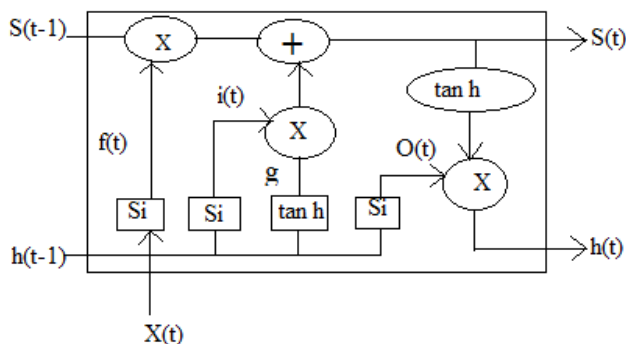 S(t-1)
X
+
S(t)
tan h
i(t)
X
f(t)
O(t)
g
X
Si
Si
tan h
Si
h(t-1)
h(t)
X(t)